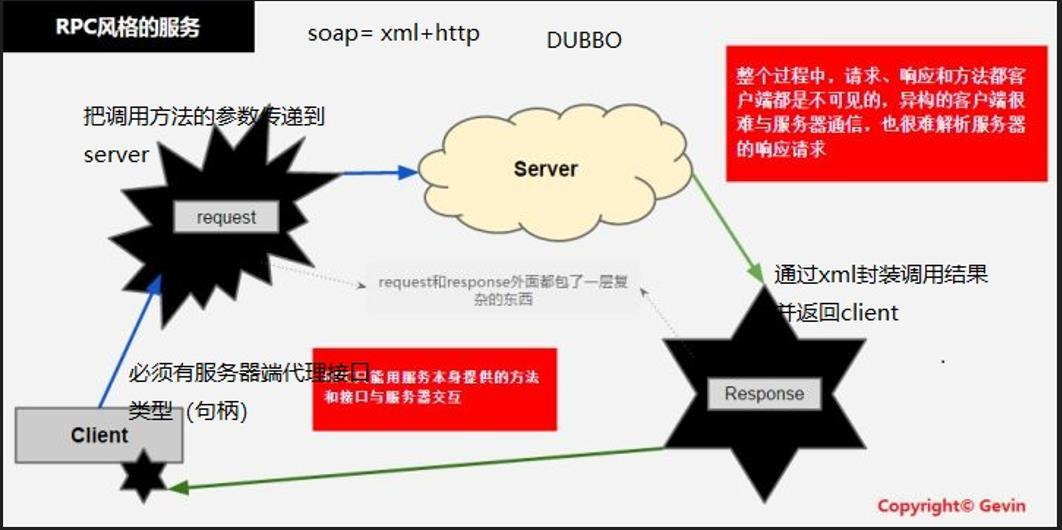 RPC风格的服务
soap= xml+http
DUBBO
整个过程中，请求、响应和方法都客
户端都是不可见的，异构的客户端很
难与服务器通信，也很难解析服务器
的响应请求
把调用方法的参数传递到
server
Server
request
request和response外面都包了一层复
杂的东西
通过xml封装调用结果
并返回client
必须有服务器端代理接口
类型（句柄）
能用服务本身提供的方法
和接口与服务器交互
Response
Client
Copyright© Gevin